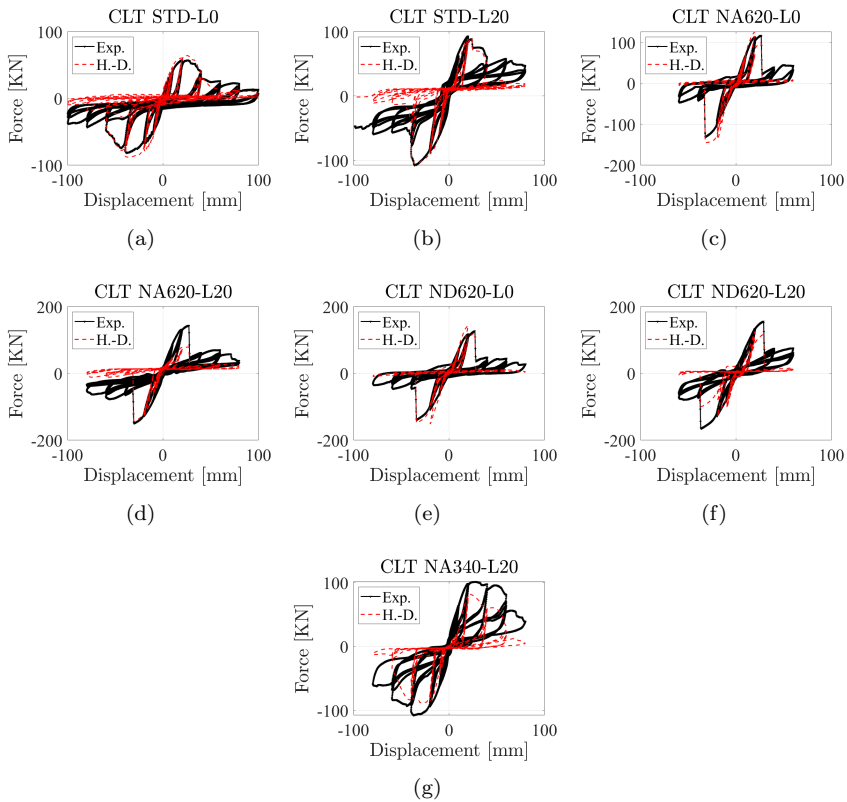 CLT STD-L0
CLT STD-L20
CLT NA620-L0
100
Exp.
H.-D.
0
-100
Force [KN]
-100
0
100
Displacement [mm]
100
Exp.
H.-D.
0
-100
Force [KN]
-100
0
100
Displacement [mm]
100
Exp.
H.-D.
0
-100
-200
Force [KN]
-100
0
100
Displacement [mm]
(a)
(b)
(c)
CLT NA620-L20
CLT ND620-L0
CLT ND620-L20
200
Exp.
H.-D.
0
-200
Force [KN]
-100
0
100
Displacement [mm]
200
Exp.
H.-D.
0
-200
Force [KN]
-100
0
100
Displacement [mm]
200
Exp.
H.-D.
0
-200
Force [KN]
-100
0
100
Displacement [mm]
(d)
(e)
(f)
CLT NA340-L20
100
Exp.
H.-D.
0
-100
Force [KN]
-100
0
100
Displacement [mm]
(g)